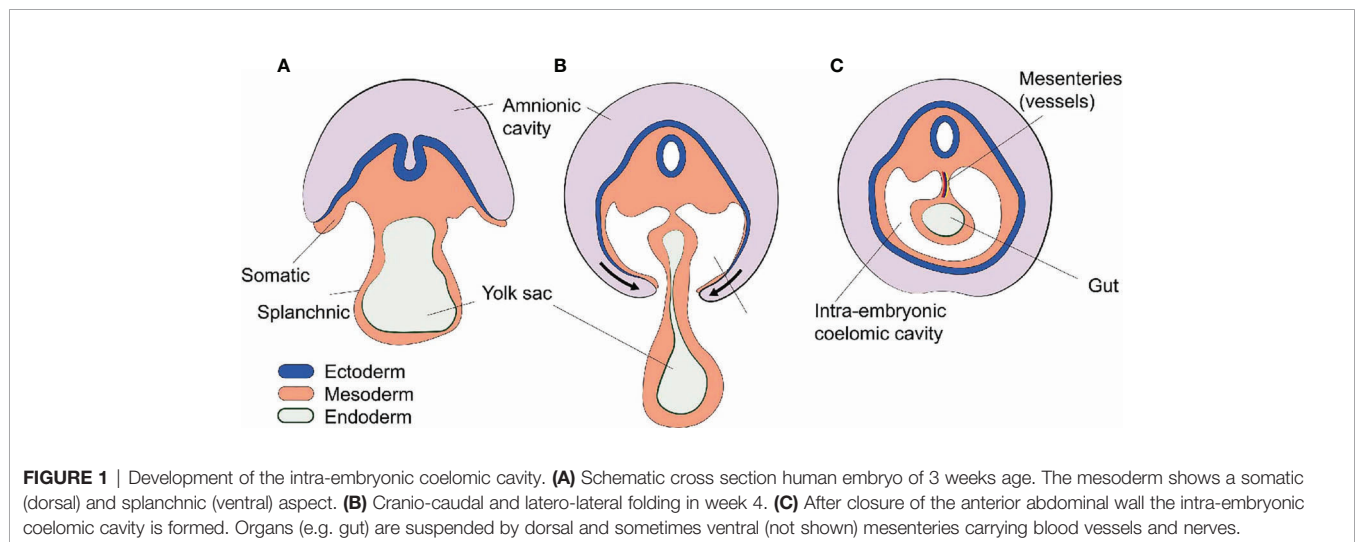 A
B
C
Amnionic
cavity
Mesenteries
(vessels)
Somatic
Splanchnic
Yolk sac
Gut
Intra-embryonic
coelomic cavity
Ectoderm
Mesoderm
Endoderm
FIGURE 1 | Development of the intra-embryonic coelomic cavity. (A) Schematic cross section human embryo of 3 weeks age. The mesoderm shows a somatic
(dorsal) and splanchnic (ventral) aspect. (B) Cranio-caudal and latero-lateral folding in week 4. (C) After closure of the anterior abdominal wall the intra-embryonic
coelomic cavity is formed. Organs (e.g. gut) are suspended by dorsal and sometimes ventral (not shown) mesenteries carrying blood vessels and nerves.